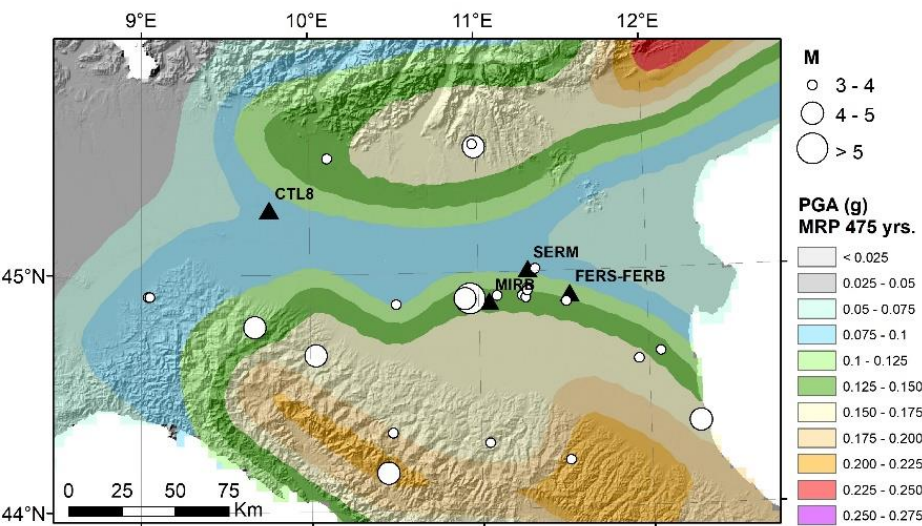 9°E 10°E 11°E 12°E
45°N
44°N
CTL8
SERM
FERS-FERB
MIRB
0 25 50 75
Km
M
3 - 4
4 - 5
> 5
PGA (g)
MRP 475 yrs.
< 0.025
0.025 - 0.05
0.05 - 0.075
0.075 - 0.1
0.1 - 0.125
0.125 - 0.150
0.150 - 0.175
0.175 - 0.200
0.200 - 0.225
0.225 - 0.250
0.250 - 0.275